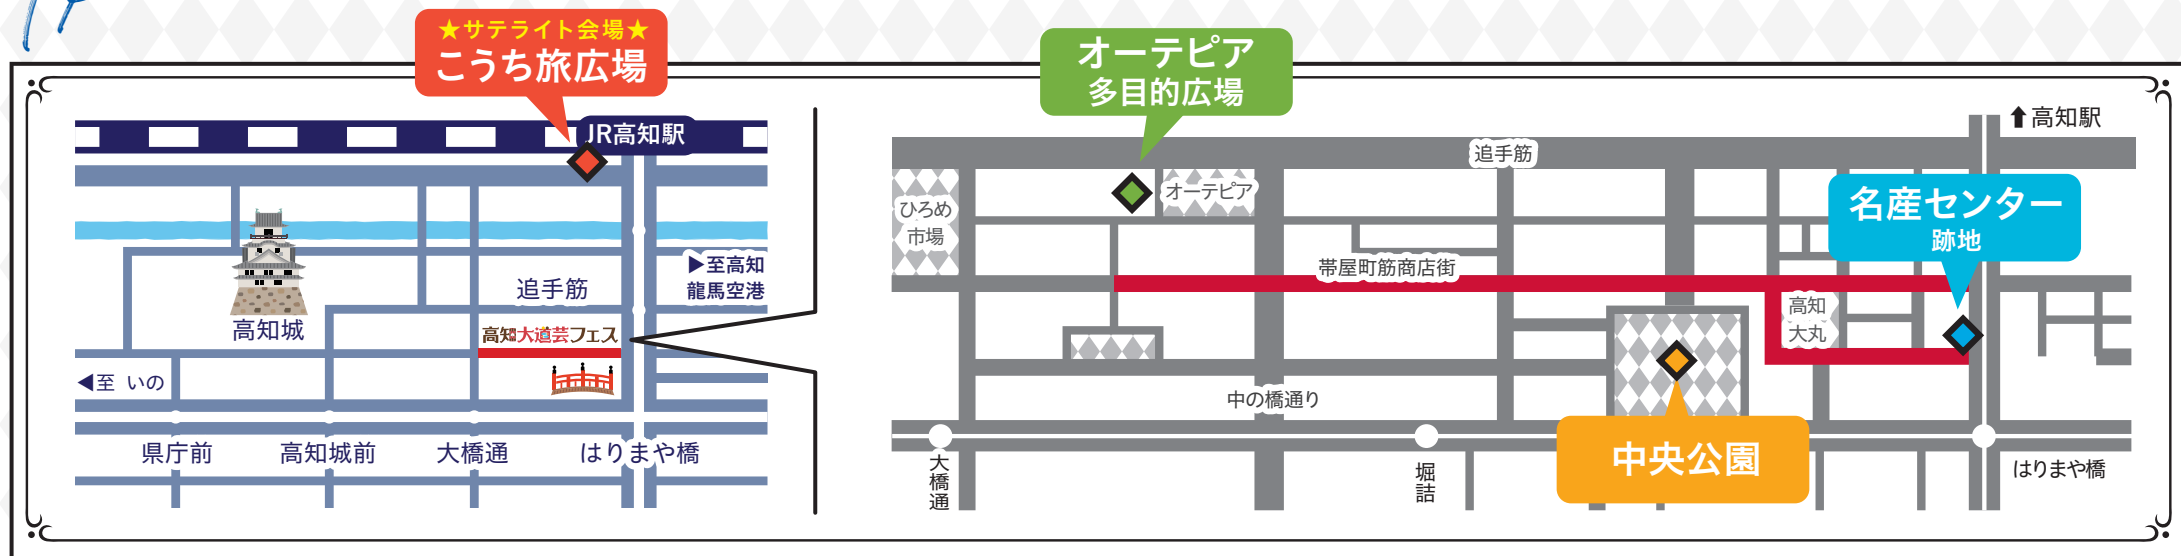 ★サテライト会場★
こうち旅広場
JR高知駅
▶至高知
龍馬空港
追手筋
高知城
高知大道芸フェス
◀至 いの
県庁前
高知城前
大橋通
はりまや橋
オーテピア
多目的広場
⬆高知駅
追手筋
オーテピア
ひろめ
市場
名産センター
跡地
帯屋町筋商店街
高知
大丸
中の橋通り
中央公園
大橋通
堀詰
はりまや橋